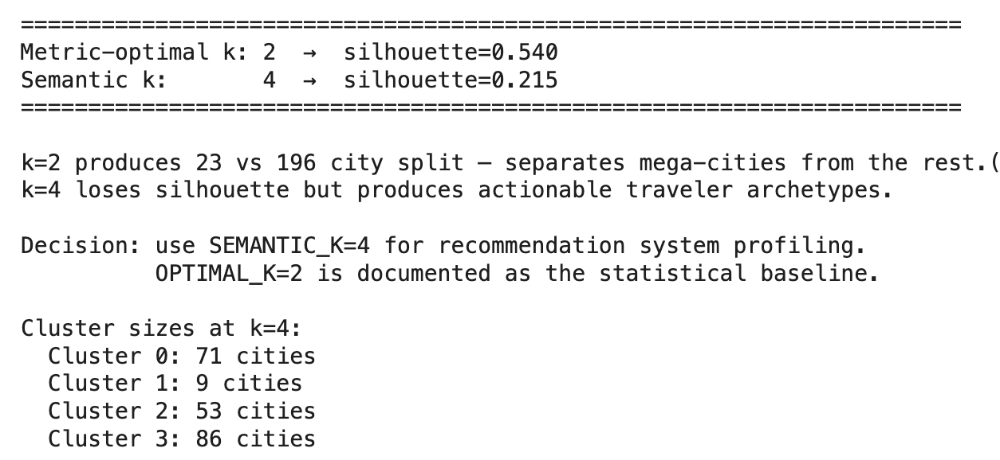 ======================================================================
Metric-optimal k: 2  →  silhouette=0.540
Semantic k:       4  →  silhouette=0.215
======================================================================
k=2 produces 23 vs 196 city split — separates mega-cities from the rest.(
k=4 loses silhouette but produces actionable traveler archetypes.
Decision: use SEMANTIC_K=4 for recommendation system profiling.
          OPTIMAL_K=2 is documented as the statistical baseline.
Cluster sizes at k=4:
  Cluster 0: 71 cities
  Cluster 1: 9 cities
  Cluster 2: 53 cities
  Cluster 3: 86 cities